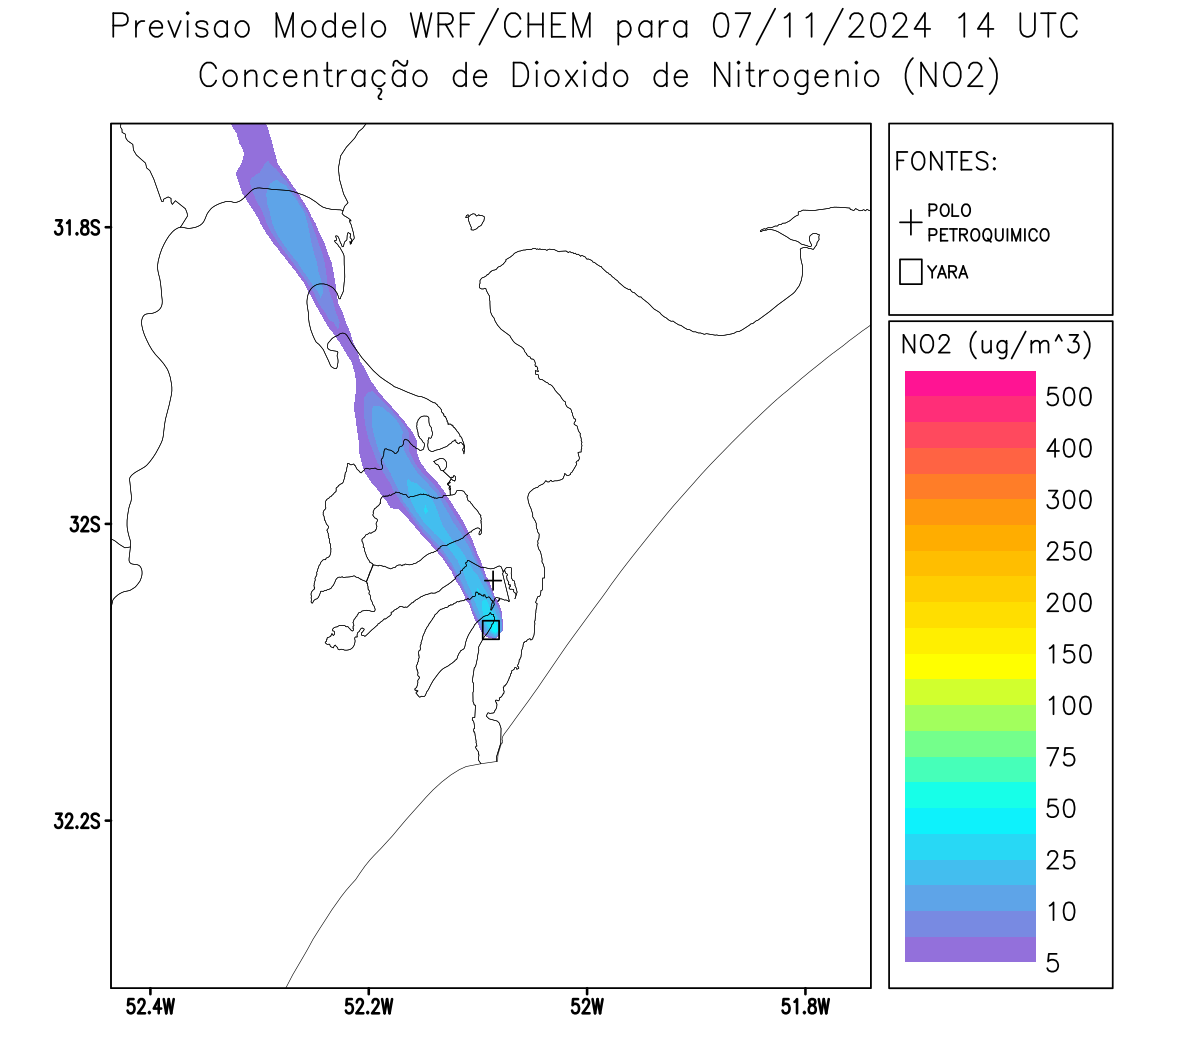 Previsao Modelo WRF/CHEM para 07/11/2024 14 UTC
Concentração de Dioxido de Nitrogenio (NO2)
FONTES:
POLO
PETROQUIMICO
YARA
31.8S
32S
32.2S
52.4W
52.2W
52W
51.8W
NO2 (ug/m^3)
500
400
300
250
200
150
100
75
50
25
10
5